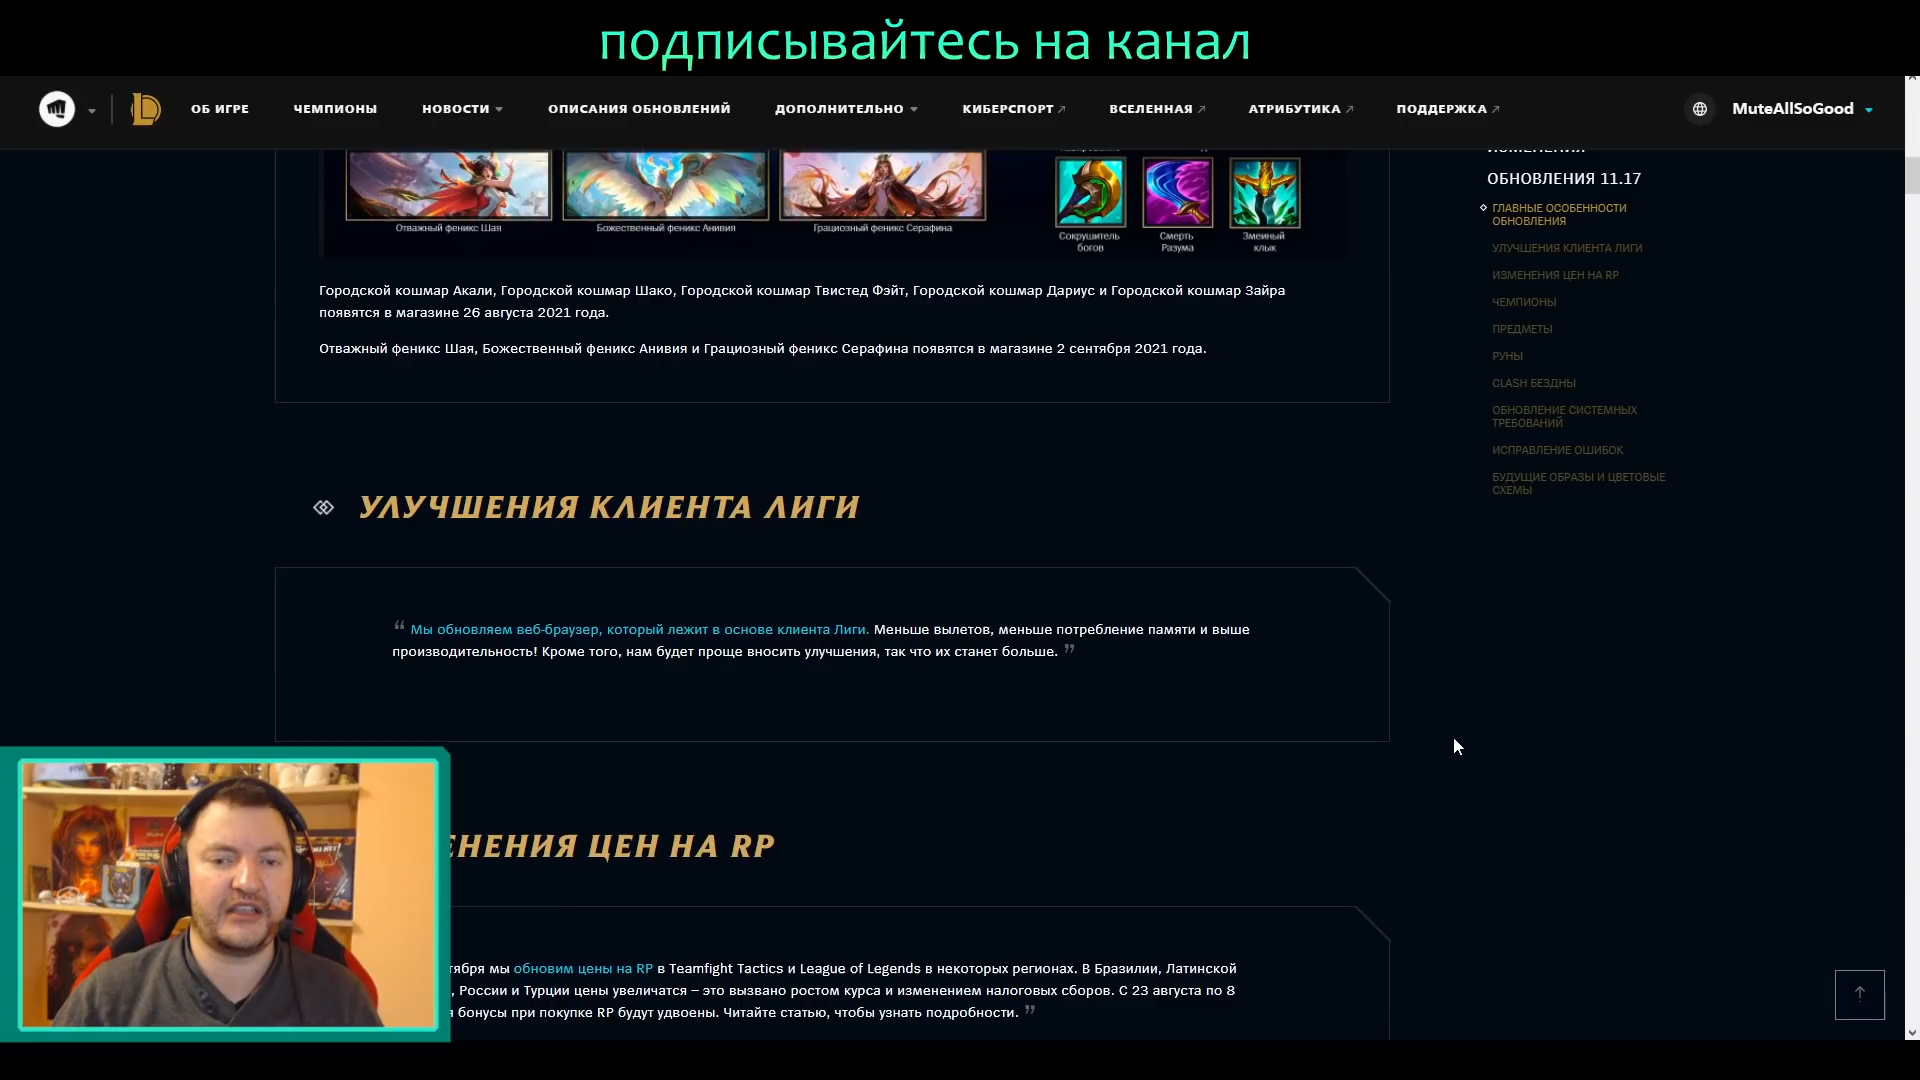 подписывайтесь на канал
ОБ ИГРЕ ЧЕМПИОНЫ НОВОСТИ ОПИСАНИЯ ОБНОВЛЕНИЙ ДОПОЛНИТЕЛЬНО КИБЕРСПОРТ ВСЕЛЕННАЯ АТРИБУТИКА ПОДДЕРЖКА MuteAllSoGood
Отважный феникс Шая Божественный феникс Анивия Грациозный феникс Серафина
Сокрушитель богов
Смерть Разума
Змеиный клык
Городской кошмар Акали, Городской кошмар Шако, Городской кошмар Твистед Фэйт, Городской кошмар Дариус и Городской кошмар Зайра
появятся в магазине 26 августа 2021 года.
Отважный феникс Шая, Божественный феникс Анивия и Грациозный феникс Серафина появятся в магазине 2 сентября 2021 года.
УЛУЧШЕНИЯ КЛИЕНТА ЛИГИ
“ Мы обновляем веб-браузер, который лежит в основе клиента Лиги. Меньше вылетов, меньше потребление памяти и выше
производительность! Кроме того, нам будет проще вносить улучшения, так что их станет больше. ”
ЕНЕНИЯ ЦЕН НА RP
тября мы обновим цены на RP в Teamfight Tactics и League of Legends в некоторых регионах. В Бразилии, Латинской
, России и Турции цены увеличатся – это вызвано ростом курса и изменением налоговых сборов. С 23 августа по 8
я бонусы при покупке RP будут удвоены. Читайте статью, чтобы узнать подробности. ”
ИЗМЕНЕНИЯ
ОБНОВЛЕНИЯ 11.17
ГЛАВНЫЕ ОСОБЕННОСТИ
ОБНОВЛЕНИЯ
УЛУЧШЕНИЯ КЛИЕНТА ЛИГИ
ИЗМЕНЕНИЯ ЦЕН НА RP
ЧЕМПИОНЫ
ПРЕДМЕТЫ
РУНЫ
CLASH БЕЗДНЫ
ОБНОВЛЕНИЕ СИСТЕМНЫХ
ТРЕБОВАНИЙ
ИСПРАВЛЕНИЕ ОШИБОК
БУДУЩИЕ ОБРАЗЫ И ЦВЕТОВЫЕ
СХЕМЫ